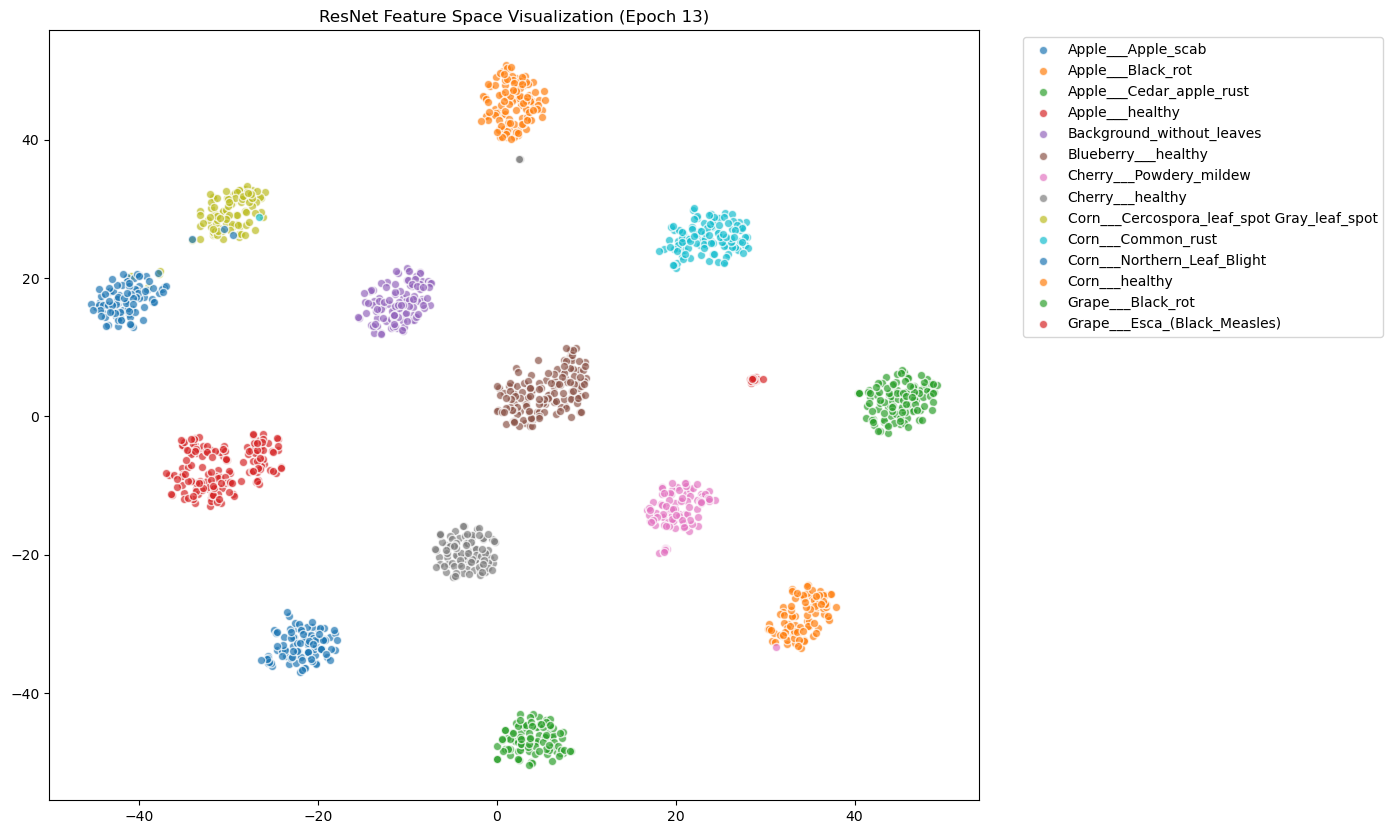 ResNet Feature Space Visualization (Epoch 13)
40
20
0
−20
−40
−40
−20
0
20
40
Apple___Apple_scab
Apple___Black_rot
Apple___Cedar_apple_rust
Apple___healthy
Background_without_leaves
Blueberry___healthy
Cherry___Powdery_mildew
Cherry___healthy
Corn___Cercospora_leaf_spot Gray_leaf_spot
Corn___Common_rust
Corn___Northern_Leaf_Blight
Corn___healthy
Grape___Black_rot
Grape___Esca_(Black_Measles)